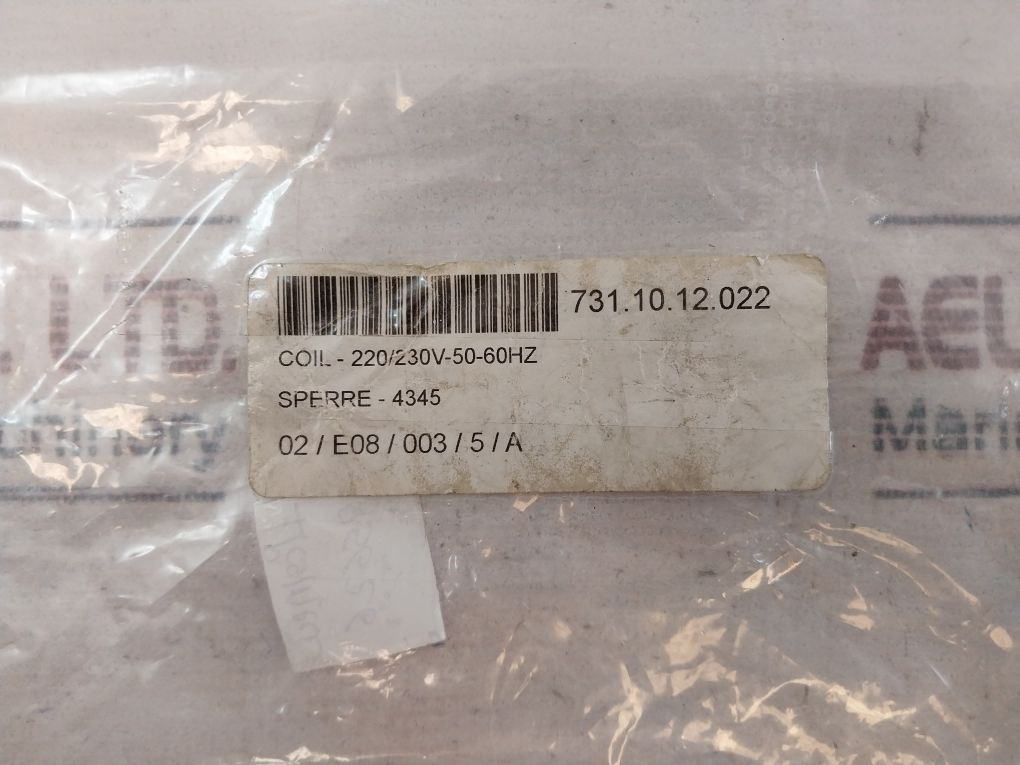 731.10.12.022
COIL - 220/230V-50-60HZ
SPERRE - 4345
02 / E08 / 003 / 5 / A
LTD.
AEL